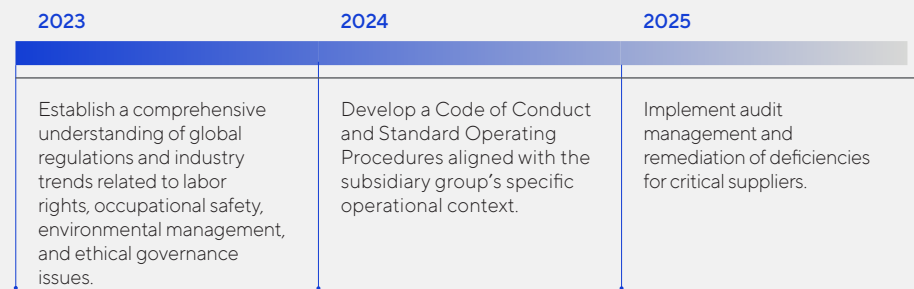 2023
2024
2025
Establish a comprehensive
understanding of global
regulations and industry
trends related to labor
rights, occupational safety,
environmental management,
and ethical governance
issues.
Develop a Code of Conduct
and Standard Operating
Procedures aligned with the
subsidiary group's specific
operational context.
Implement audit
management and
remediation of deficiencies
for critical suppliers.